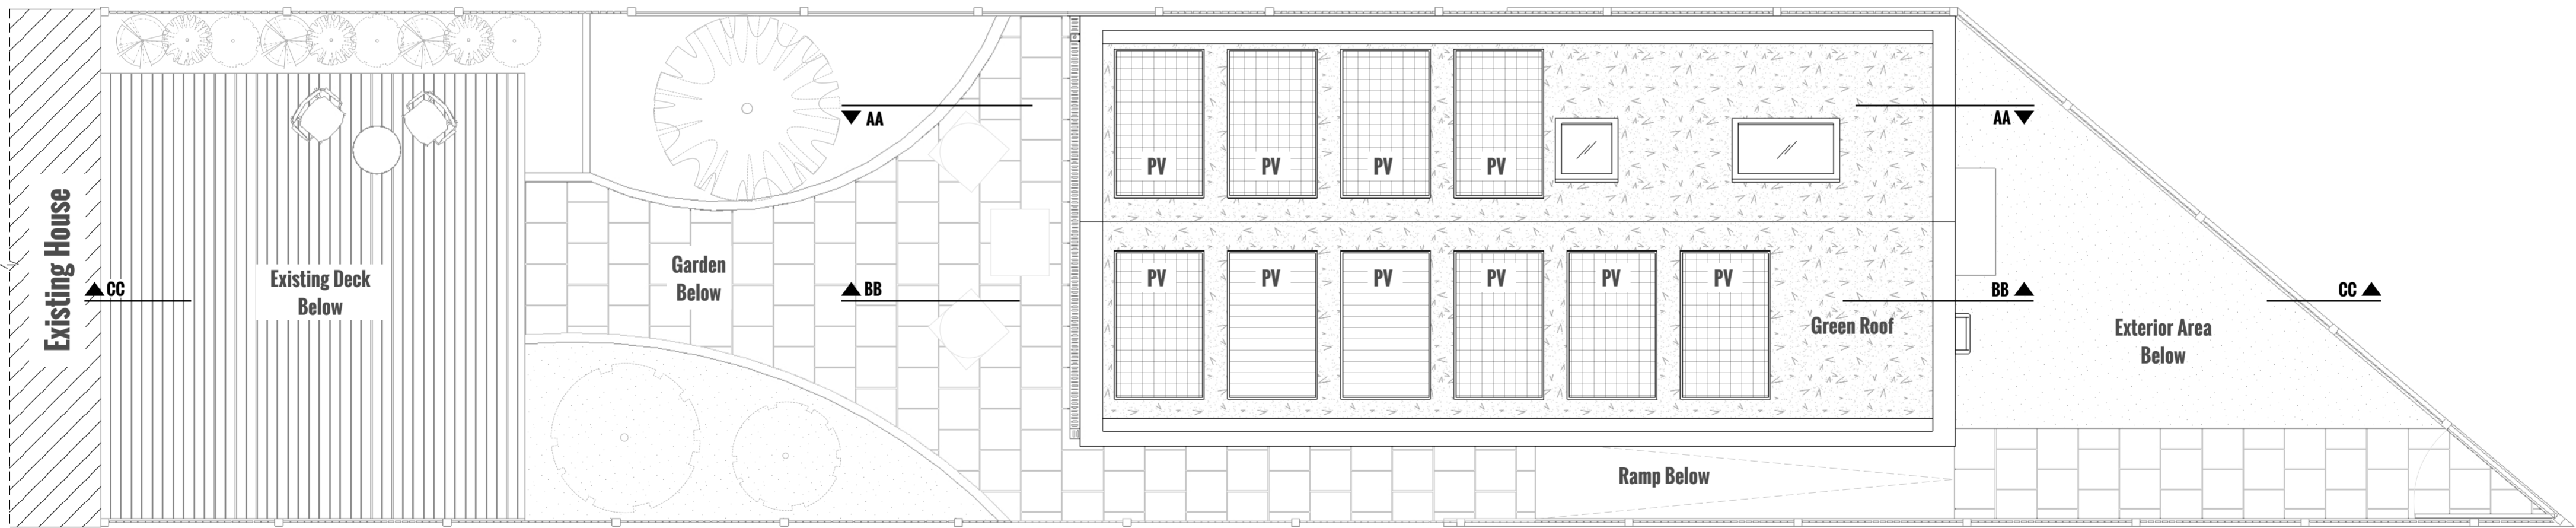 AA
AA
PV PV PV PV
Existing House
CC
Existing Deck
Below
Garden
Below
BB
PV PV PV PV PV PV
BB
CC
Green Roof
Exterior Area
Below
Ramp Below